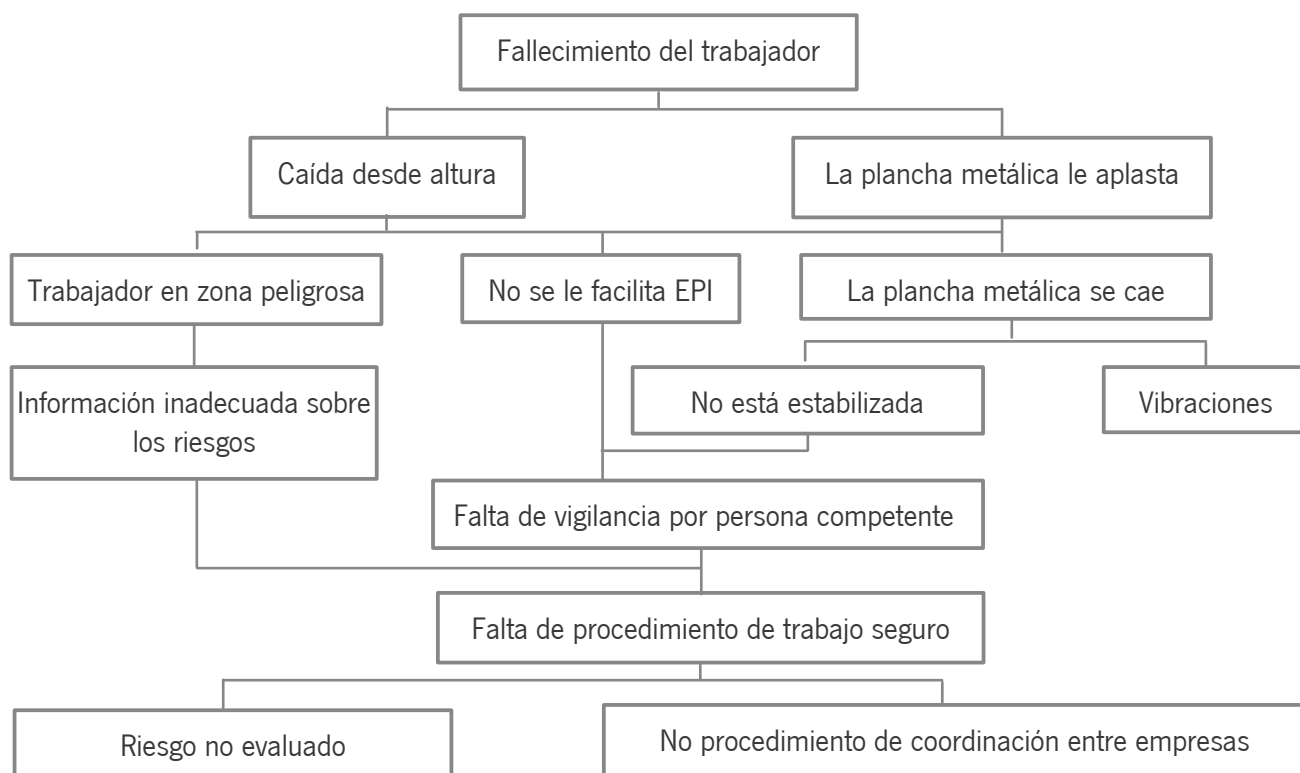 Fallecimiento del trabajador
Caída desde altura
La plancha metálica le aplasta
Trabajador en zona peligrosa
No se le facilita EPI
La plancha metálica se cae
Información inadecuada sobre
los riesgos
No está estabilizada
Vibraciones
Falta de vigilancia por persona competente
Falta de procedimiento de trabajo seguro
Riesgo no evaluado
No procedimiento de coordinación entre empresas